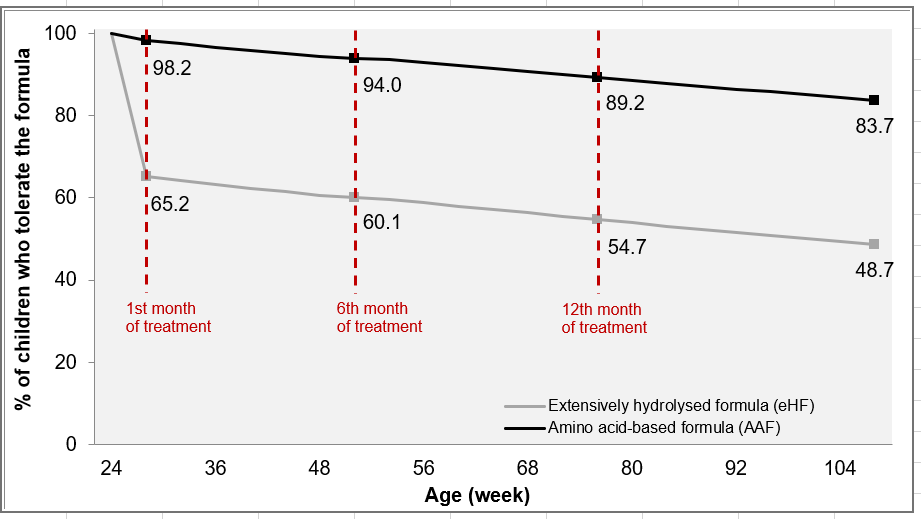 % of children who tolerate the formula
100
80
60
40
20
0
98.2
94.0
89.2
83.7
65.2
60.1
54.7
48.7
1st month
of treatment
6th month
of treatment
12th month
of treatment
Extensively hydrolysed formula (eHF)
Amino acid-based formula (AAF)
24 36 48 56 68 80 92 104
Age (week)